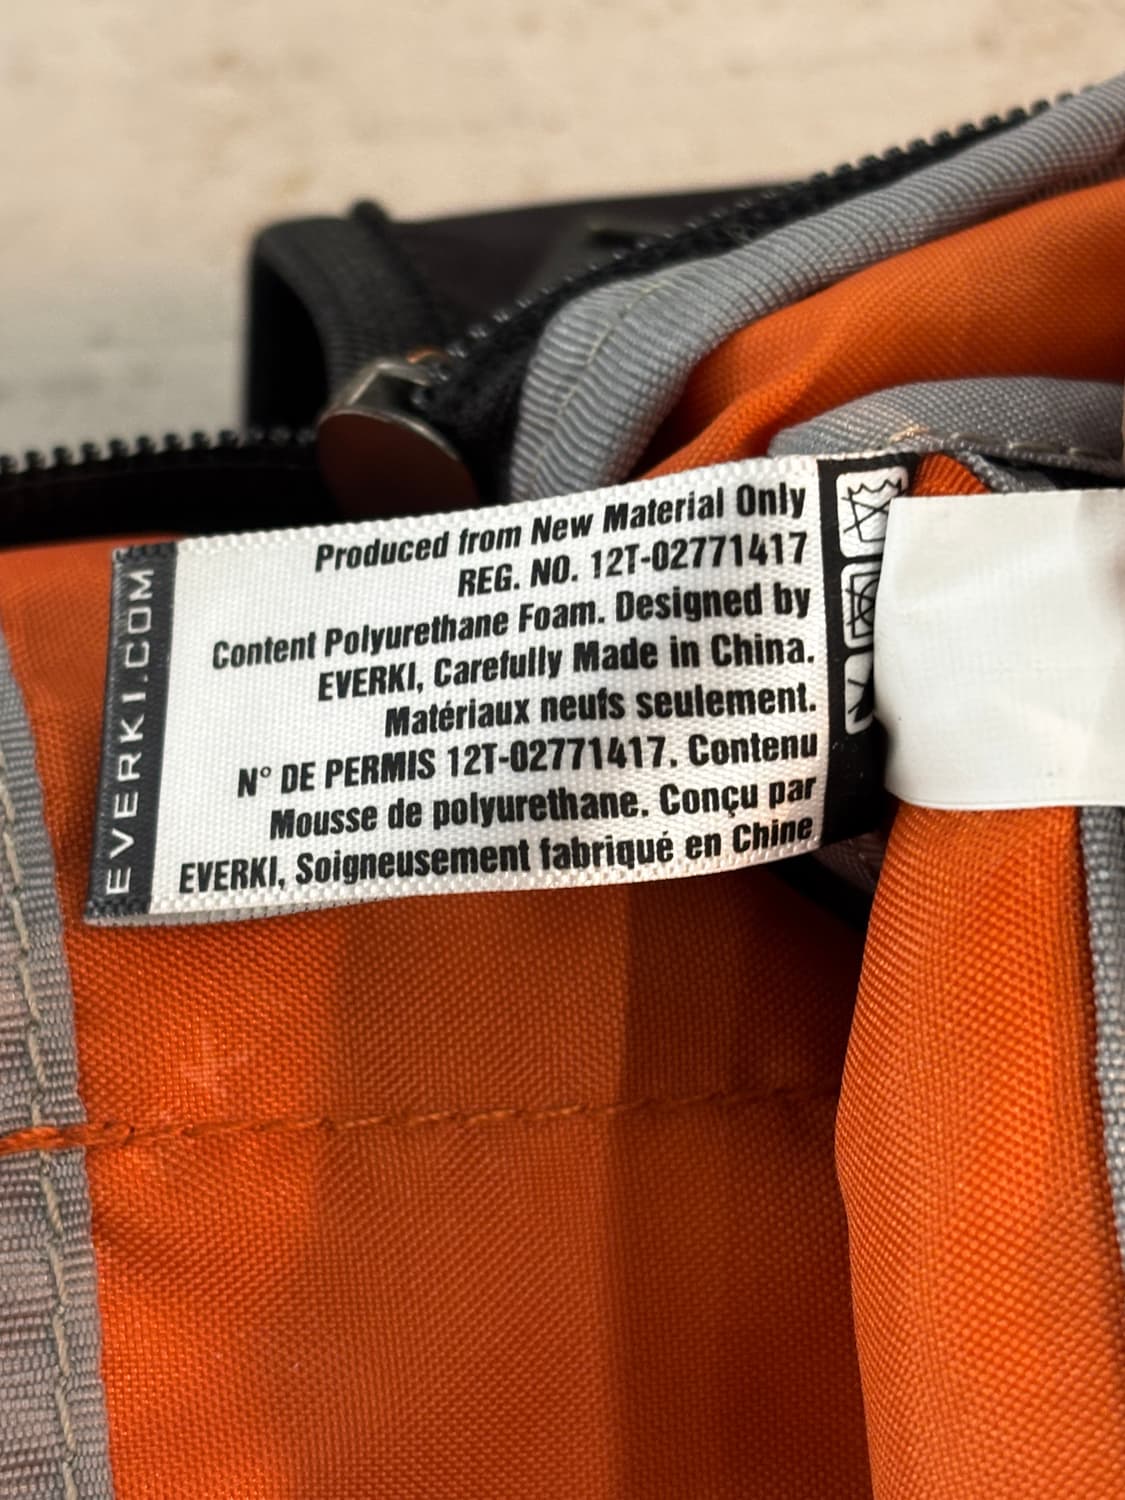 Produced from New Material Only
REG. NO. 12T-02771417
Content Polyurethane Foam. Designed by
EVERKI, Carefully Made in China.
Matériaux neufs seulement.
N° DE PERMIS 12T-02771417. Contenu
Mousse de polyurethane. Conçu par
EVERKI, Soigneusement fabriqué en Chine
EVERKI.COM